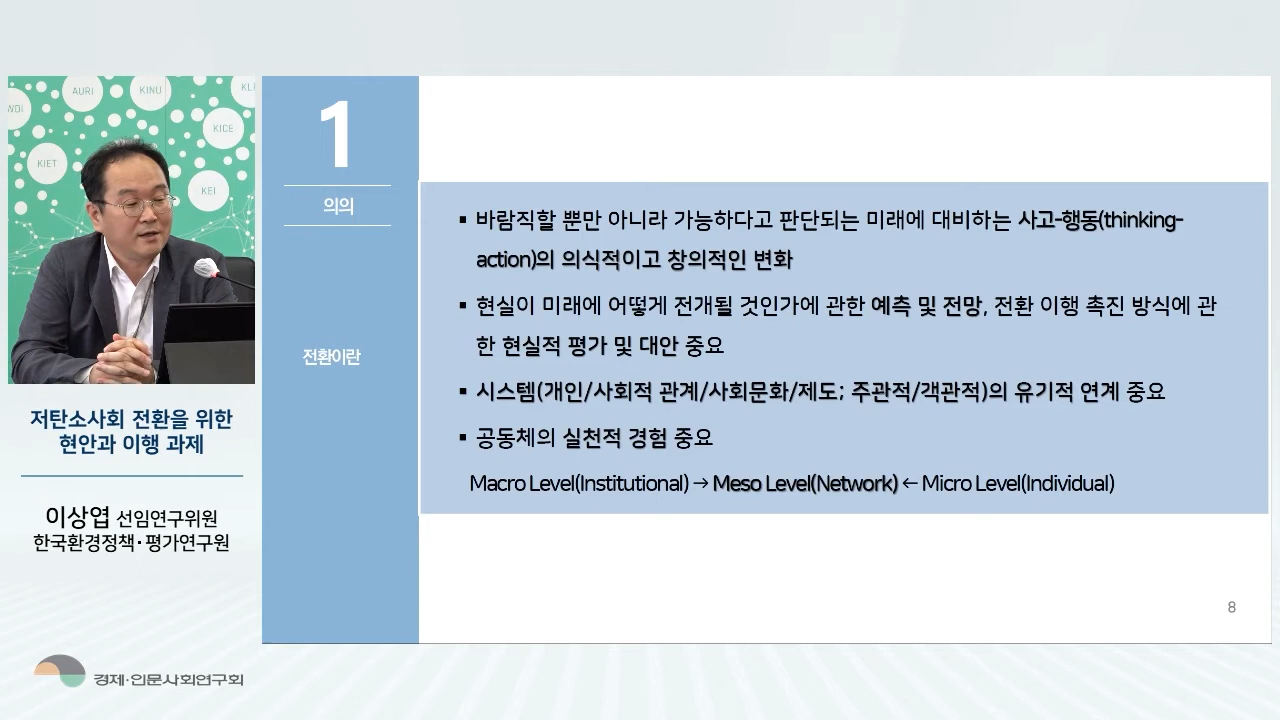 WDI
AURI
KINU
KLI
KICE
KIET
KEI
저탄소사회 전환을 위한
현안과 이행 과제
이상엽 선임연구위원
한국환경정책·평가연구원
경제·인문사회연구회
1
의의
전환이란
▪ 바람직할 뿐만 아니라 가능하다고 판단되는 미래에 대비하는 사고-행동(thinking-
action)의 의식적이고 창의적인 변화
▪ 현실이 미래에 어떻게 전개될 것인가에 관한 예측 및 전망, 전환 이행 촉진 방식에 관
한 현실적 평가 및 대안 중요
▪ 시스템(개인/사회적 관계/사회문화/제도; 주관적/객관적)의 유기적 연계 중요
▪ 공동체의 실천적 경험 중요
Macro Level(Institutional) → Meso Level(Network) ← Micro Level(Individual)
8